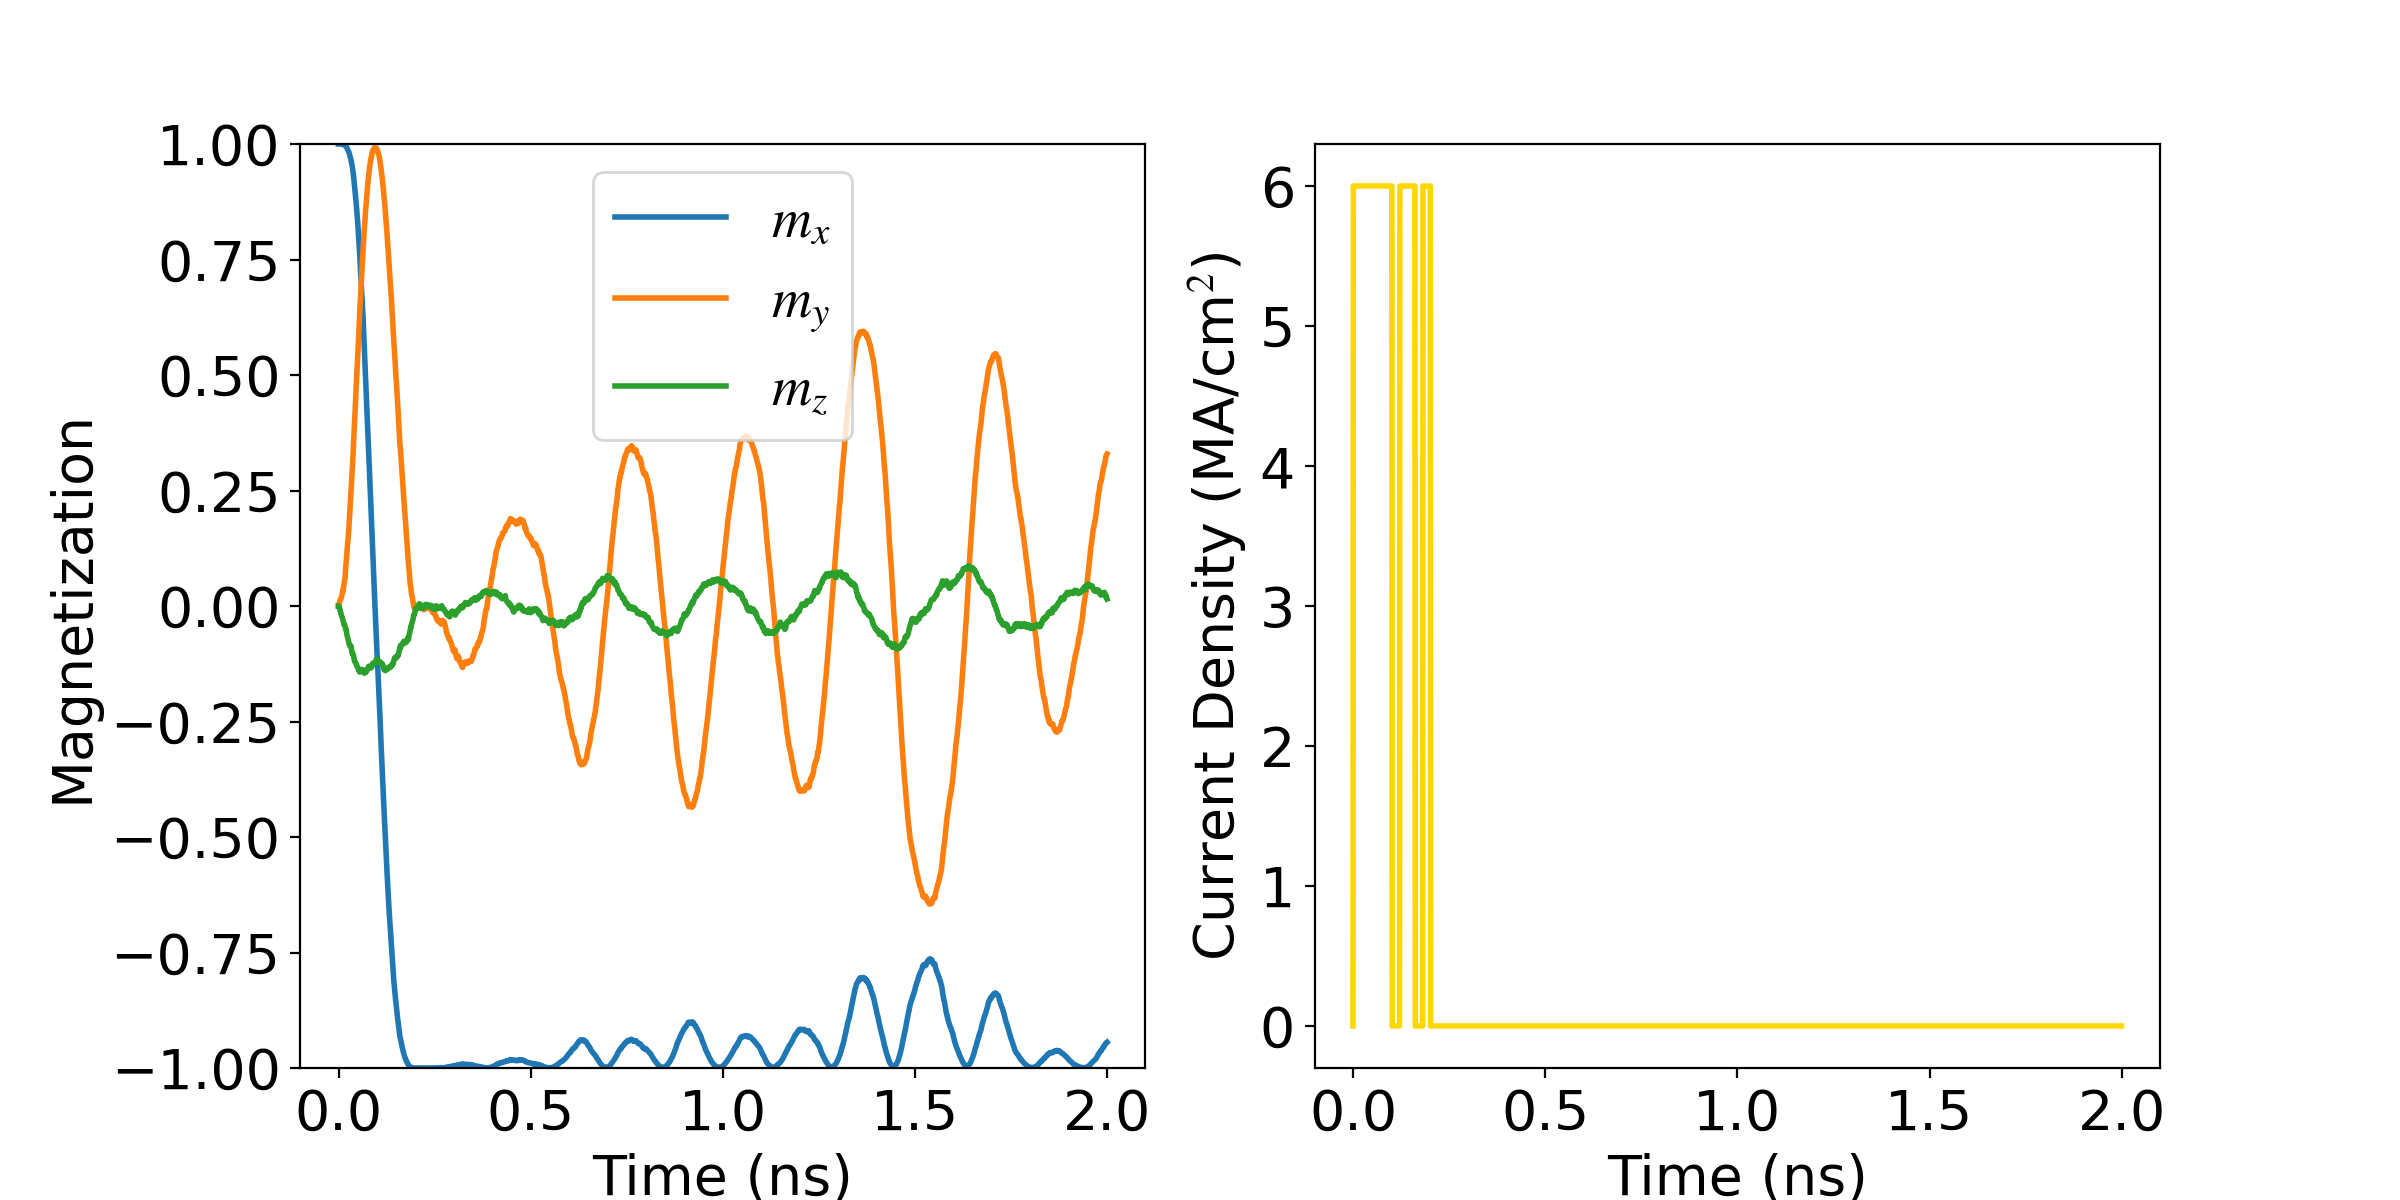 1.00
0.75
0.50
0.25
0.00
−0.25
−0.50
−0.75
−1.00
Magnetization
0.0 0.5 1.0 1.5 2.0
Time (ns)
m_x
m_y
m_z
6
5
4
3
2
1
0
Current Density (MA/cm²)
0.0 0.5 1.0 1.5 2.0
Time (ns)